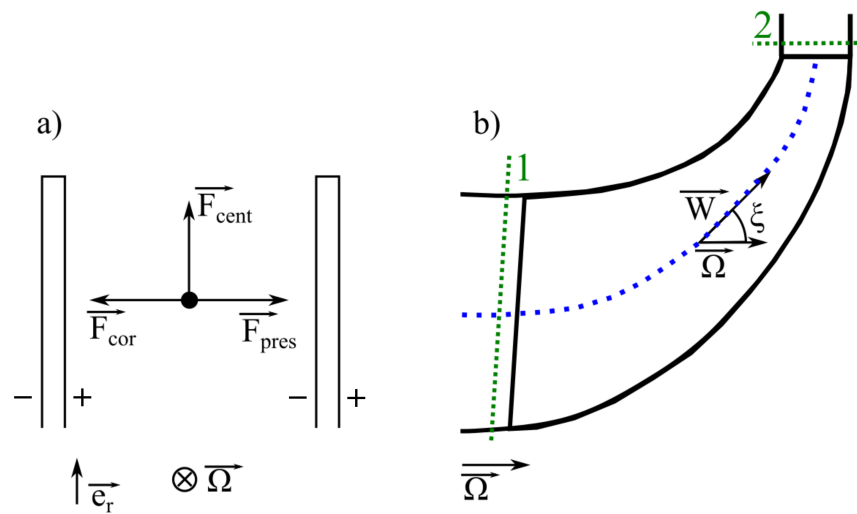 a)
F_cent
F_cor
F_pres
− +
− +
e_r
⊗ Ω
b)
1
2
W
ξ
Ω
Ω